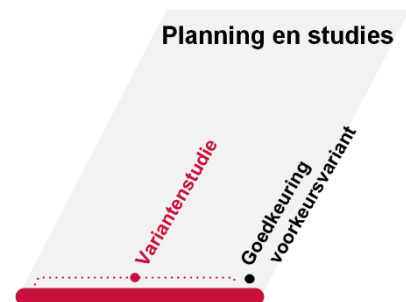 Planning en studies
Variantenstudie
Goedkeuring
voorkeursvariant